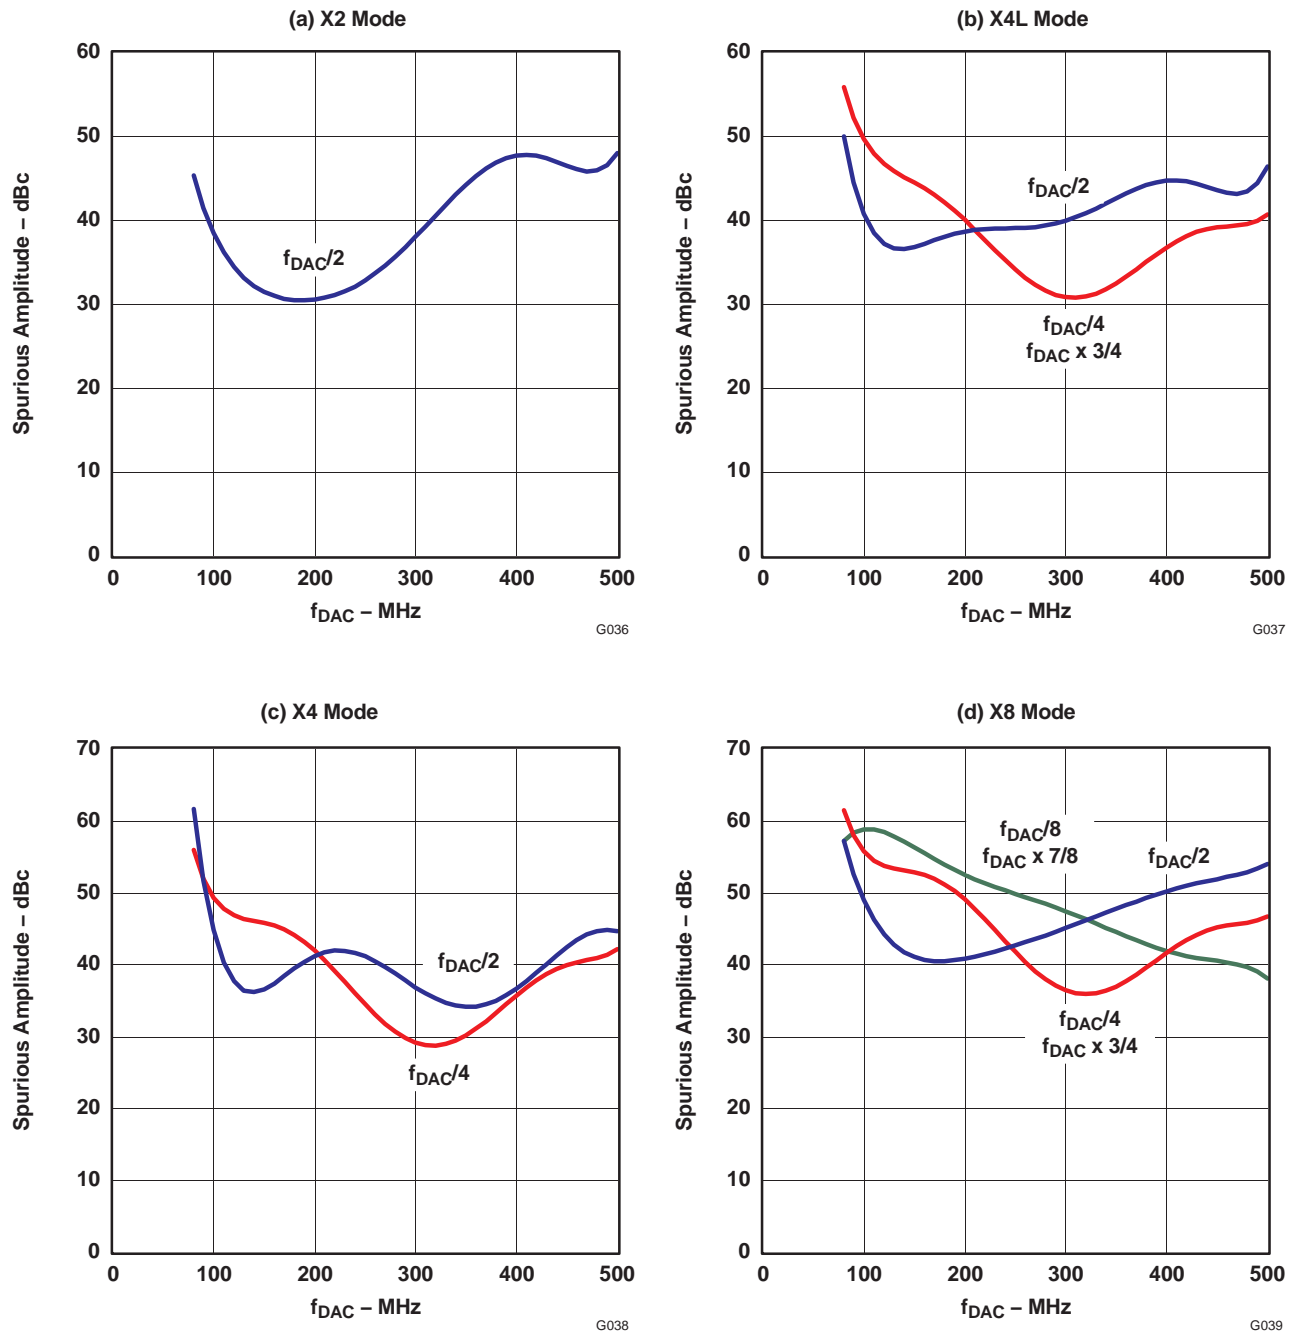 (a) X2 Mode
60
50
40
30
20
10
0
Spurious Amplitude – dBc
fDAC/2
0 100 200 300 400 500
fDAC – MHz
G036
(b) X4L Mode
60
50
40
30
20
10
0
Spurious Amplitude – dBc
fDAC/2
fDAC/4
fDAC x 3/4
0 100 200 300 400 500
fDAC – MHz
G037
(c) X4 Mode
70
60
50
40
30
20
10
0
Spurious Amplitude – dBc
fDAC/2
fDAC/4
0 100 200 300 400 500
fDAC – MHz
G038
(d) X8 Mode
70
60
50
40
30
20
10
0
Spurious Amplitude – dBc
fDAC/8
fDAC x 7/8
fDAC/2
fDAC/4
fDAC x 3/4
0 100 200 300 400 500
fDAC – MHz
G039